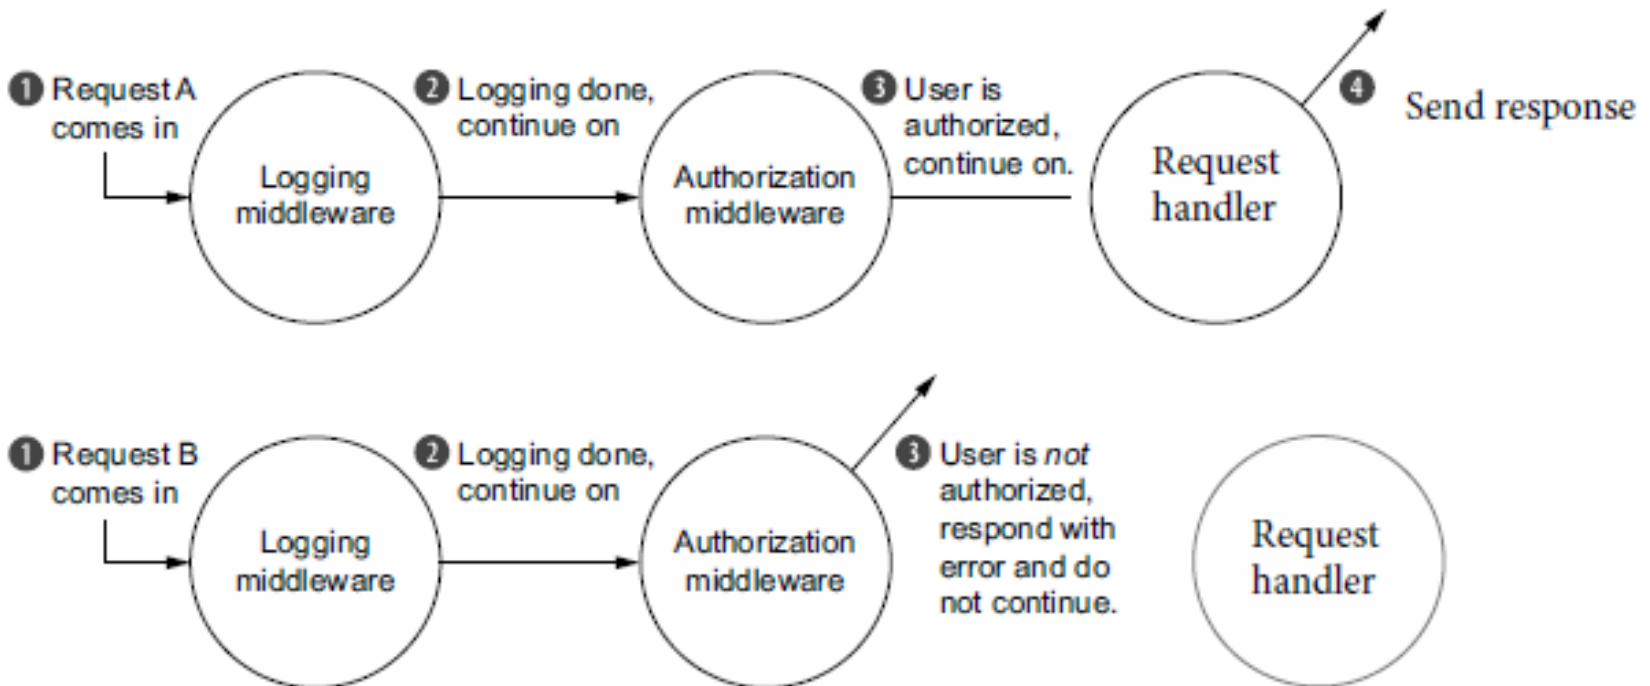 1 Request A
comes in
Logging
middleware
2 Logging done,
continue on
Authorization
middleware
3 User is
authorized,
continue on.
Request
handler
4 Send response
1 Request B
comes in
Logging
middleware
2 Logging done,
continue on
Authorization
middleware
3 User is not
authorized,
respond with
error and do
not continue.
Request
handler